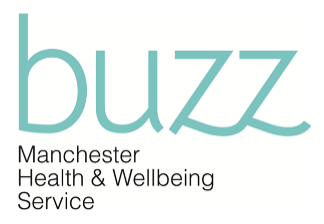 buzz
Manchester
Health & Wellbeing
Service